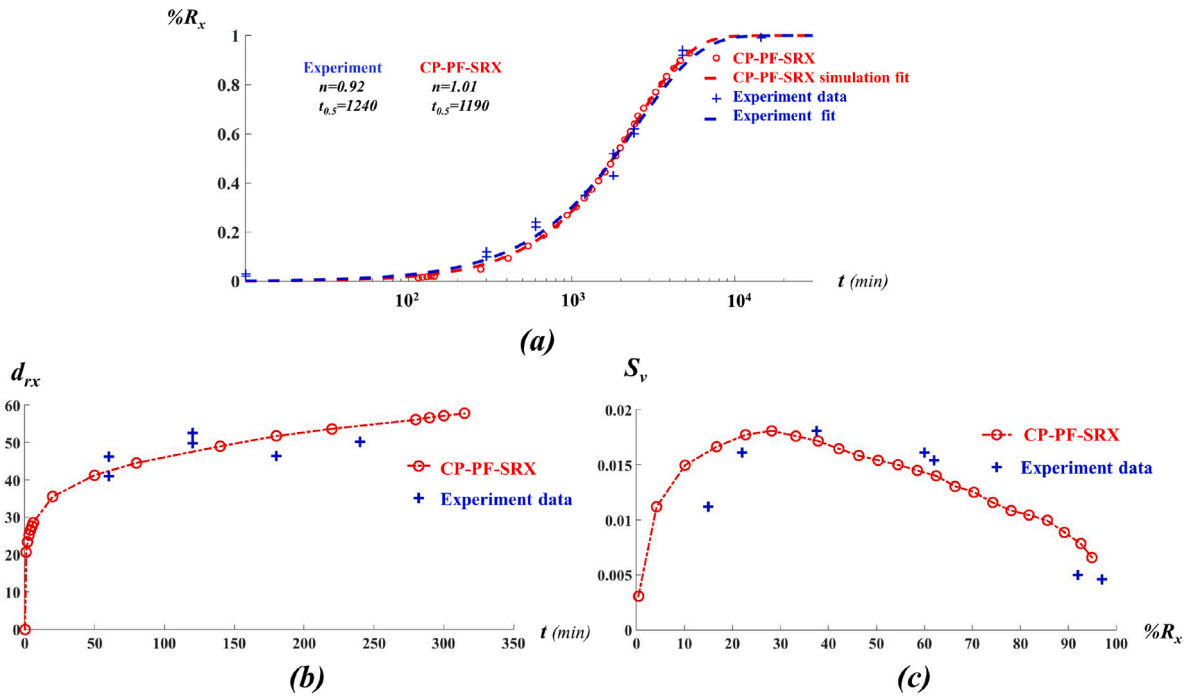 %Rx
1
0.8
0.6
0.4
0.2
0
10²
10³
10⁴
t (min)
Experiment CP-PF-SRX
n=0.92 n=1.01
t0.5=1240 t0.5=1190
CP-PF-SRX
CP-PF-SRX simulation fit
Experiment data
Experiment fit
(a)
drx
60
50
40
30
20
10
0
0 50 100 150 200 250 300 350
t (min)
CP-PF-SRX
Experiment data
(b)
Sv
0.02
0.015
0.01
0.005
0
0 10 20 30 40 50 60 70 80 90 100
%Rx
CP-PF-SRX
Experiment data
(c)